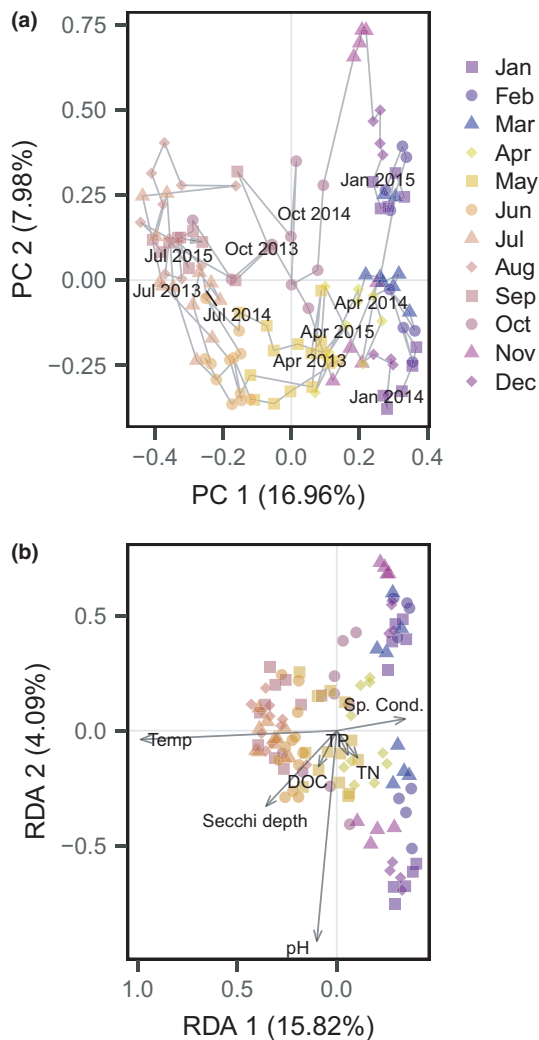 (a)
0.75
0.50
0.25
0.00
−0.25
PC 2 (7.98%)
Jan 2015
Oct 2014
Oct 2013
Jul 2015
Jul 2013
Jul 2014
Apr 2014
Apr 2015
Apr 2013
Jan 2014
−0.4 −0.2 0.0 0.2 0.4
PC 1 (16.96%)
Jan
Feb
Mar
Apr
May
Jun
Jul
Aug
Sep
Oct
Nov
Dec
(b)
0.5
0.0
−0.5
RDA 2 (4.09%)
Sp. Cond.
Temp
TP
TN
DOC
Secchi depth
pH
1.0 0.5 0.0
RDA 1 (15.82%)